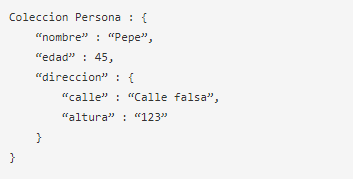 Coleccion Persona : {
    “nombre” : “Pepe”,
    “edad” : 45,
    “direccion” : {
        “calle” : “Calle falsa”,
        “altura” : “123”
    }
}